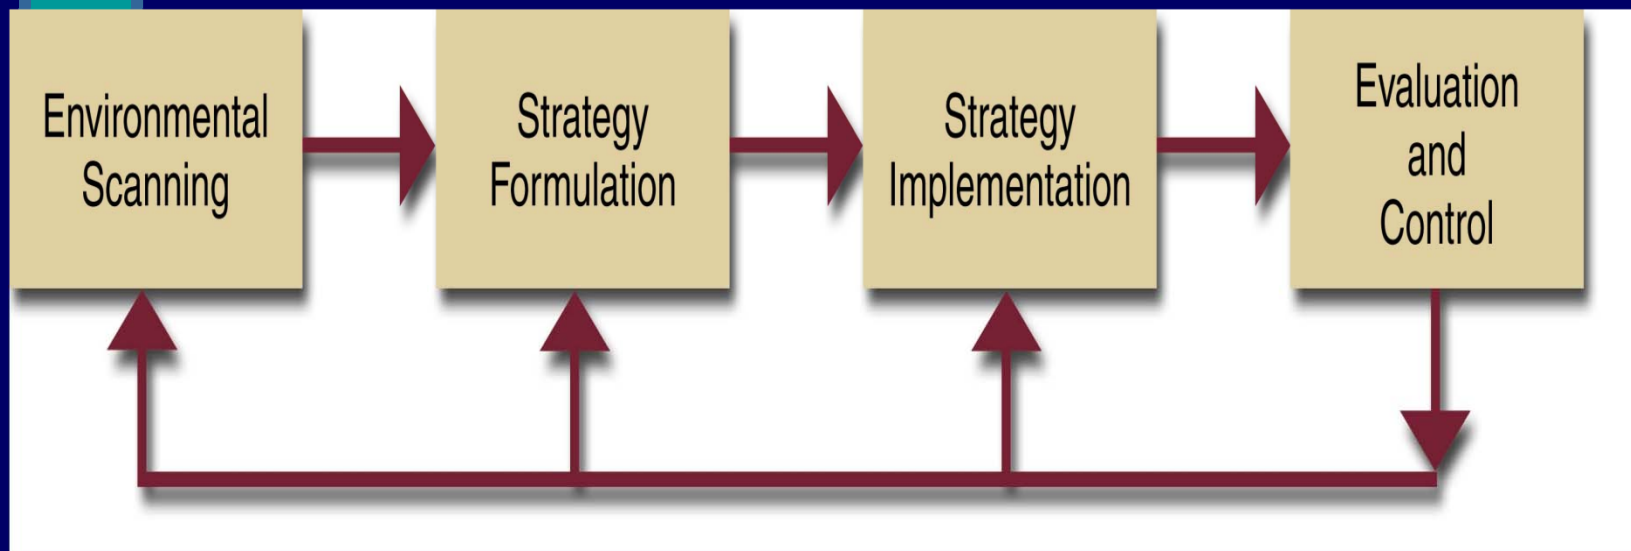 Environmental
Scanning
Strategy
Formulation
Strategy
Implementation
Evaluation
and
Control